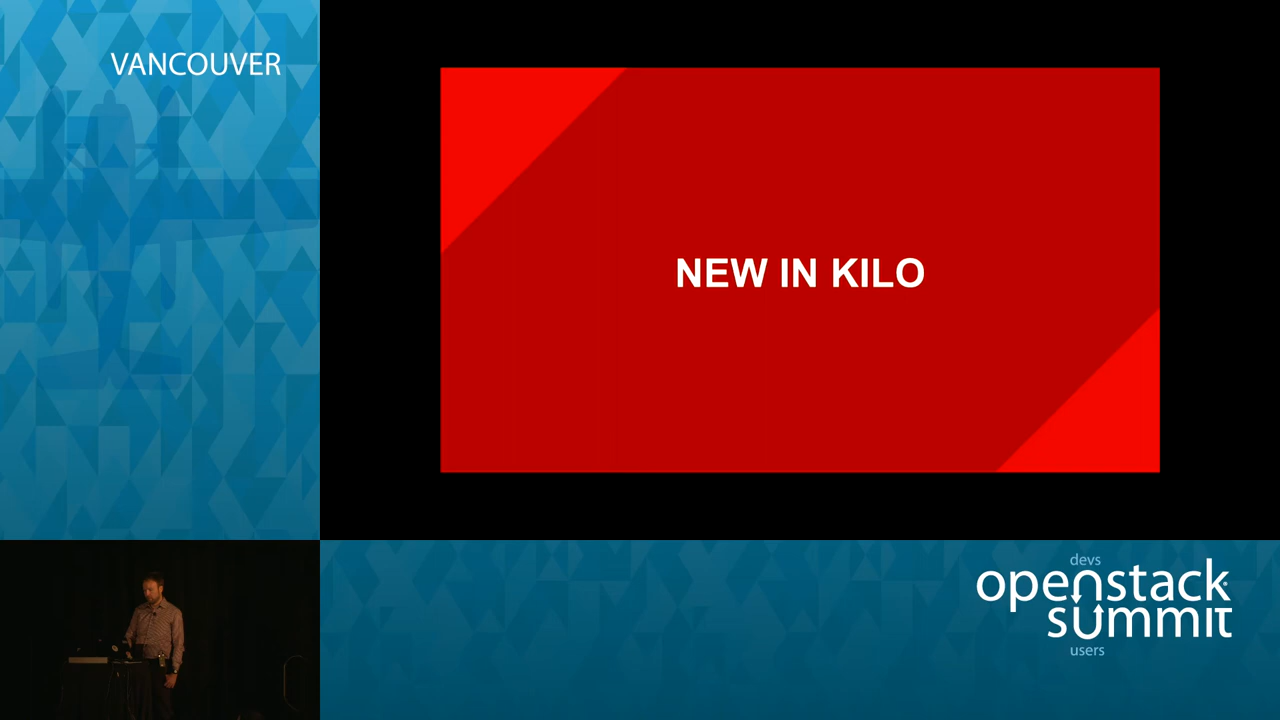 VANCOUVER
NEW IN KILO
devs
openstack
summit
users